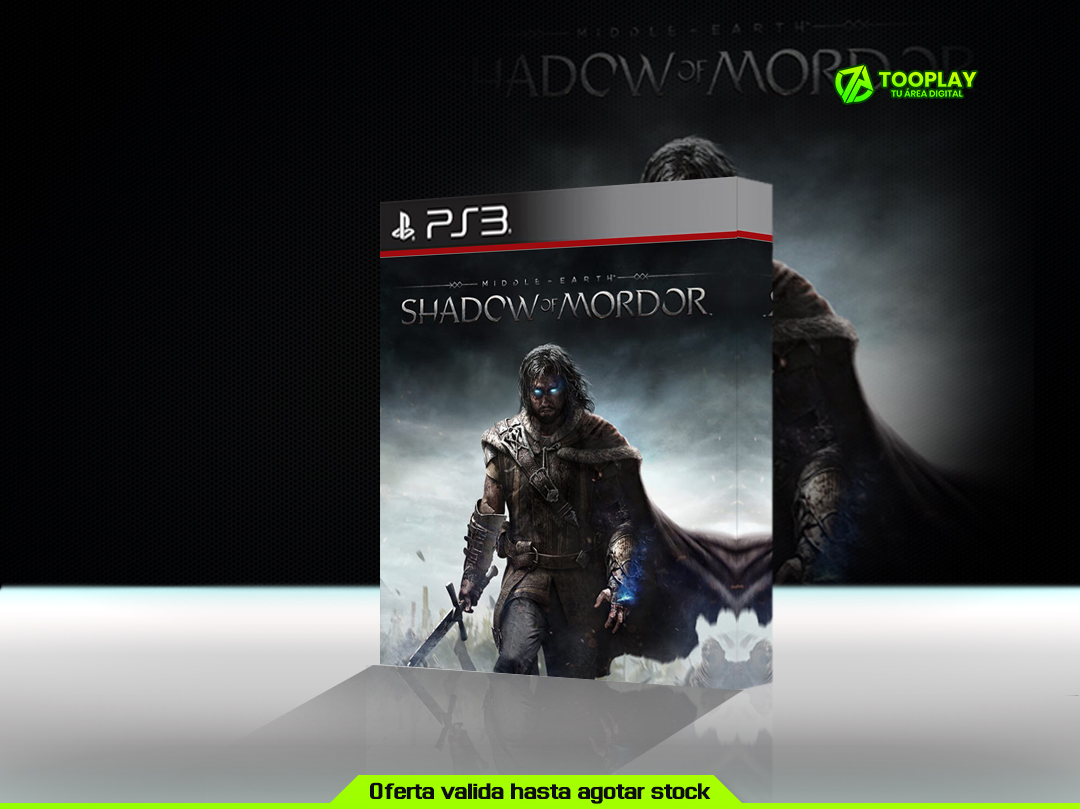 MIDDLE-EARTH
SHADOW OF MORDOR
TOOPLAY
TU ÁREA DIGITAL
PS3
MIDDLE-EARTH
SHADOW OF MORDOR
Oferta valida hasta agotar stock